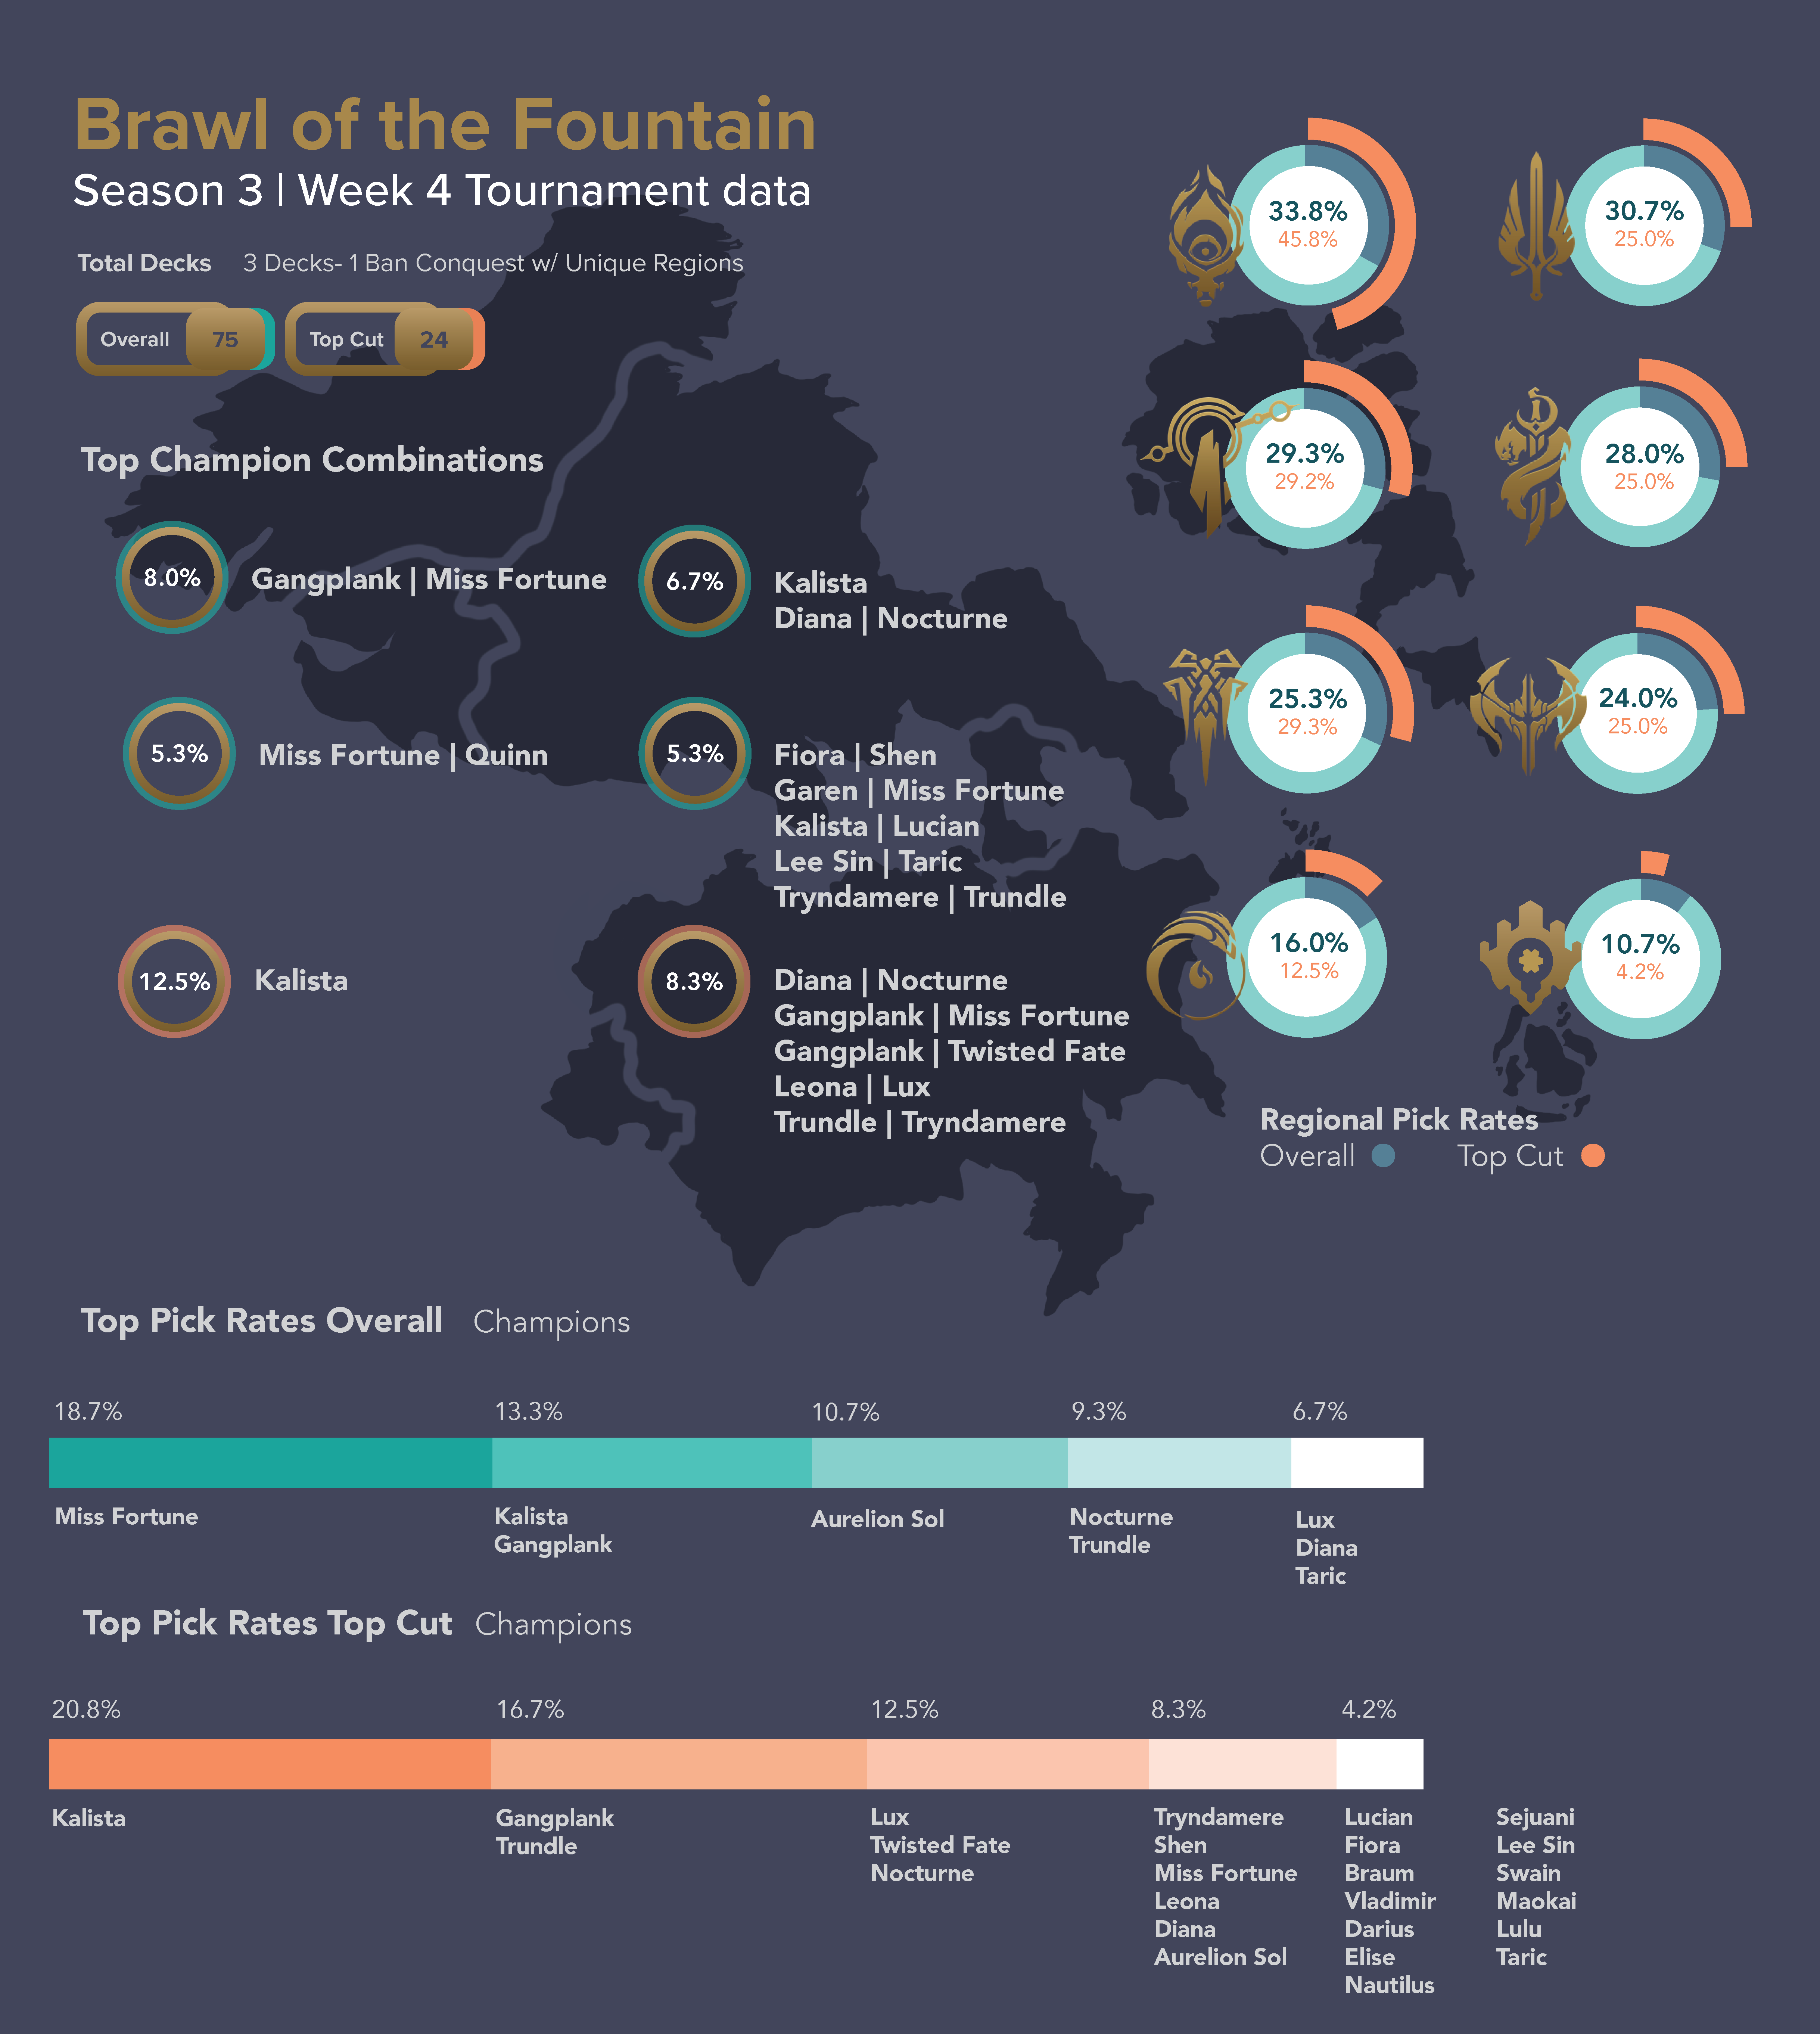 Brawl of the Fountain
Season 3 | Week 4 Tournament data
Total Decks 3 Decks- 1 Ban Conquest w/ Unique Regions
Overall 75 Top Cut 24
Top Champion Combinations
8.0% Gangplank | Miss Fortune
6.7% Kalista
Diana | Nocturne
5.3% Miss Fortune | Quinn
5.3% Fiora | Shen
Garen | Miss Fortune
Kalista | Lucian
Lee Sin | Taric
Tryndamere | Trundle
12.5% Kalista
8.3% Diana | Nocturne
Gangplank | Miss Fortune
Gangplank | Twisted Fate
Leona | Lux
Trundle | Tryndamere
33.8%
45.8%
30.7%
25.0%
29.3%
29.2%
28.0%
25.0%
25.3%
29.3%
24.0%
25.0%
16.0%
12.5%
10.7%
4.2%
Regional Pick Rates
Overall Top Cut
Top Pick Rates Overall Champions
18.7% 13.3% 10.7% 9.3% 6.7%
Miss Fortune
Kalista
Gangplank
Aurelion Sol
Nocturne
Trundle
Lux
Diana
Taric
Top Pick Rates Top Cut Champions
20.8% 16.7% 12.5% 8.3% 4.2%
Kalista
Gangplank
Trundle
Lux
Twisted Fate
Nocturne
Tryndamere
Shen
Miss Fortune
Leona
Diana
Aurelion Sol
Lucian
Fiora
Braum
Vladimir
Darius
Elise
Nautilus
Sejuani
Lee Sin
Swain
Maokai
Lulu
Taric